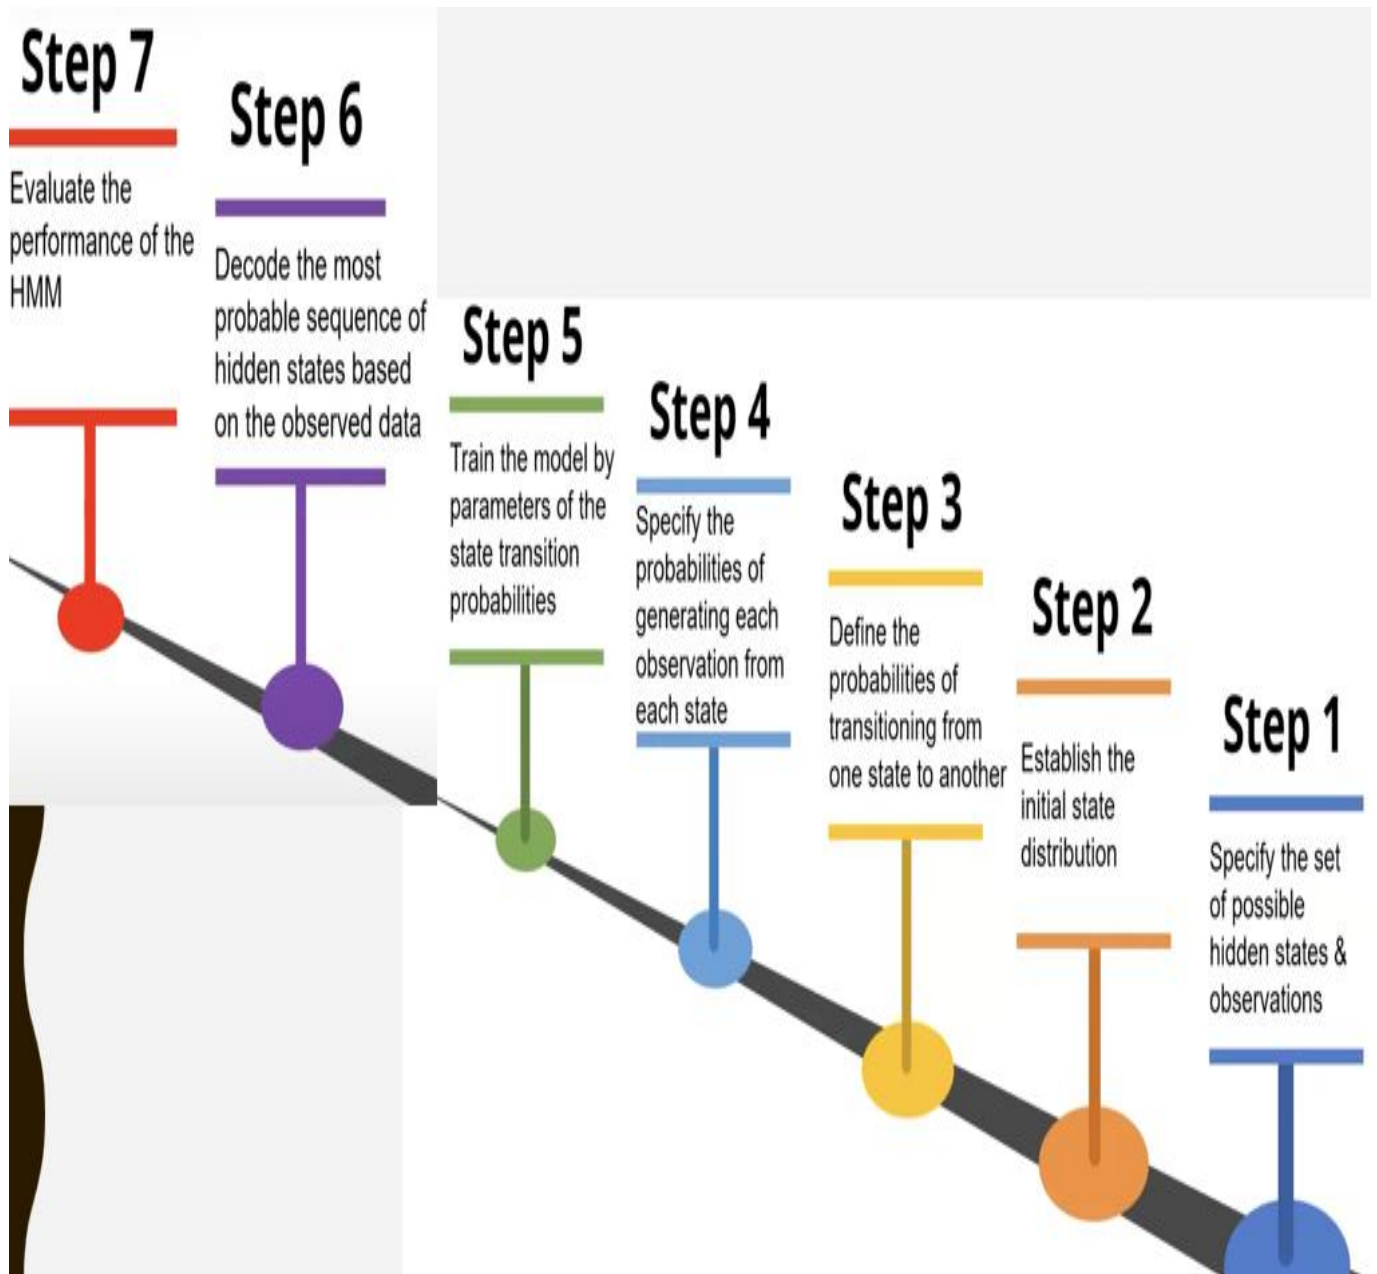 Step 7
Evaluate the
performance of the
HMM
Step 6
Decode the most
probable sequence of
hidden states based
on the observed data
Step 5
Train the model by
parameters of the
state transition
probabilities
Step 4
Specify the
probabilities of
generating each
observation from
each state
Step 3
Define the
probabilities of
transitioning from
one state to another
Step 2
Establish the
initial state
distribution
Step 1
Specify the set
of possible
hidden states &
observations